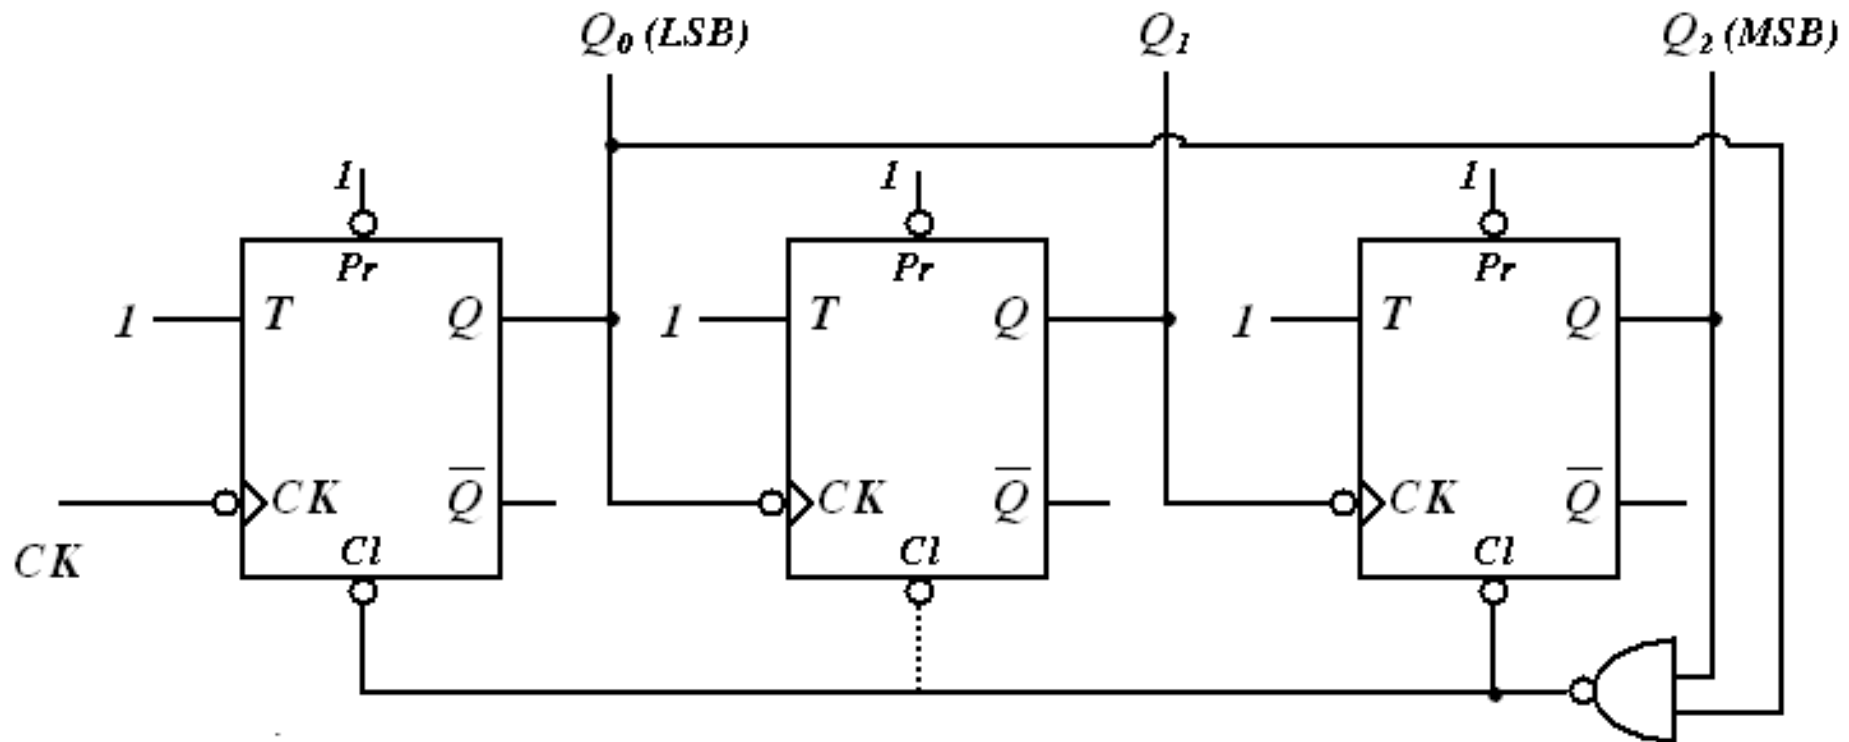 Q₀ (LSB) Q₁ Q₂ (MSB)
1 1 1
Pr Pr Pr
1 T Q 1 T Q 1 T Q
CK Q̅ CK Q̅ CK Q̅
Cl Cl Cl
CK